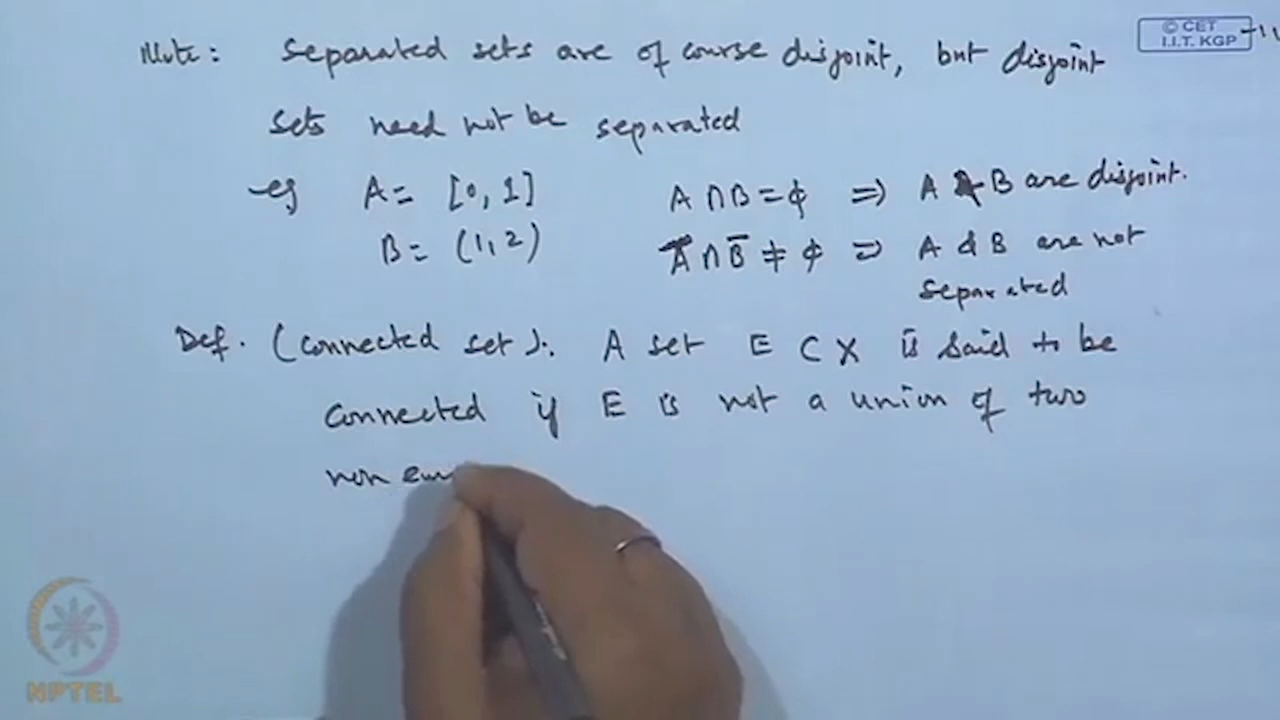 © CET
I.I.T. KGP
Note: Separated sets are of course disjoint, but disjoint
sets need not be separated
eg A = [0, 1] A ∩ B = ϕ ⇒ A & B are disjoint.
B = (1, 2) A ∩ B̅ ≠ ϕ ⇒ A & B are not
separated
Def. (Connected set): A set E ⊂ X is said to be
connected if E is not a union of two
non em
NPTEL